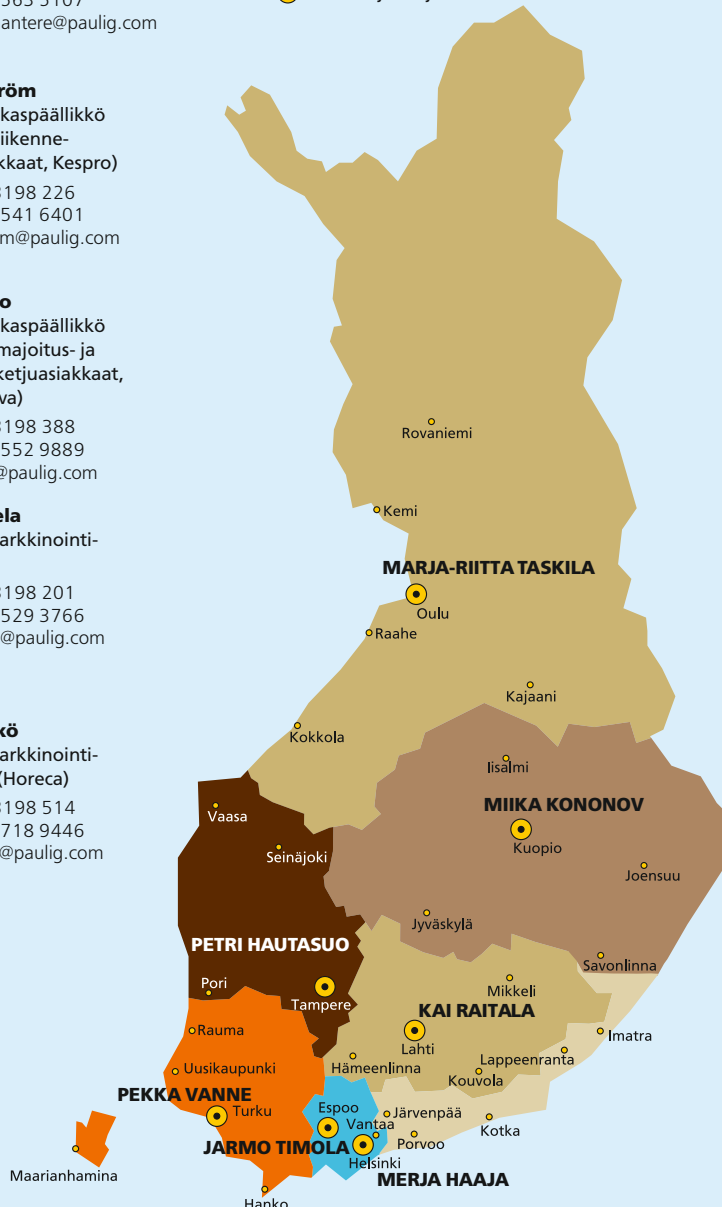 antere@paulig.com
röm
kaspäällikkö
iikenne-
kkaat, Kespro)
198 226
541 6401
m@paulig.com
o
kaspäällikkö
majoitus- ja
ketjuasiakkaat,
va)
198 388
552 9889
@paulig.com
ela
arkkinointi-
198 201
529 3766
@paulig.com
kö
arkkinointi-
(Horeca)
198 514
718 9446
@paulig.com
Rovaniemi
Kemi
MARJA-RIITTA TASKILA
Oulu
Raahe
Kajaani
Kokkola
Iisalmi
MIIKA KONONOV
Vaasa
Kuopio
Seinäjoki
Joensuu
Jyväskylä
PETRI HAUTASUO
Savonlinna
Pori
Mikkeli
Tampere
KAI RAITALA
Rauma
Imatra
Lahti
Lappeenranta
Hämeenlinna
Uusikaupunki
Kouvola
PEKKA VANNE
Turku
Espoo
Järvenpää
Vantaa
Kotka
Porvoo
JARMO TIMOLA
Helsinki
MERJA HAAJA
Maarianhamina
Hanko